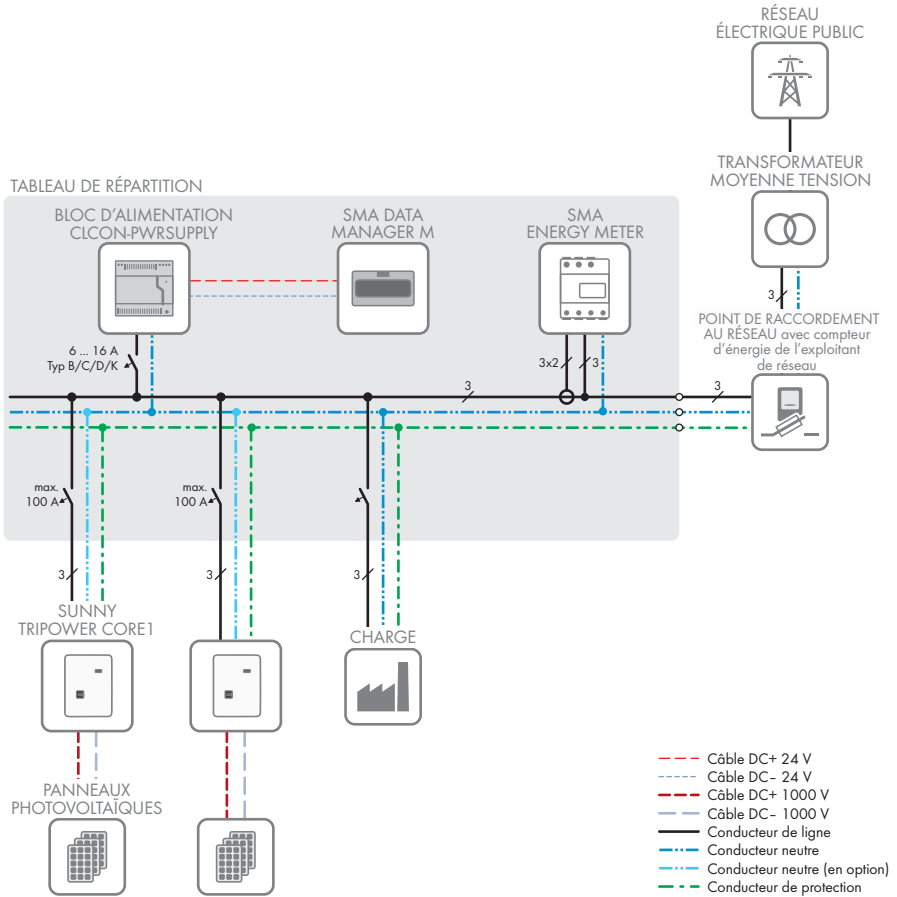 RÉSEAU
ÉLECTRIQUE PUBLIC
TRANSFORMATEUR
MOYENNE TENSION
TABLEAU DE RÉPARTITION
BLOC D'ALIMENTATION
CLCON-PWRSUPPLY
SMA DATA
MANAGER M
SMA
ENERGY METER
3
POINT DE RACCORDEMENT
AU RÉSEAU avec compteur
d'énergie de l'exploitant
de réseau
6 ... 16 A
Typ B/C/D/K
3x2
3
3
3
max.
100 A
max.
100 A
3
3
3
SUNNY
TRIPOWER CORE1
CHARGE
PANNEAUX
PHOTOVOLTAÏQUES
Câble DC+ 24 V
Câble DC– 24 V
Câble DC+ 1000 V
Câble DC– 1000 V
Conducteur de ligne
Conducteur neutre
Conducteur neutre (en option)
Conducteur de protection